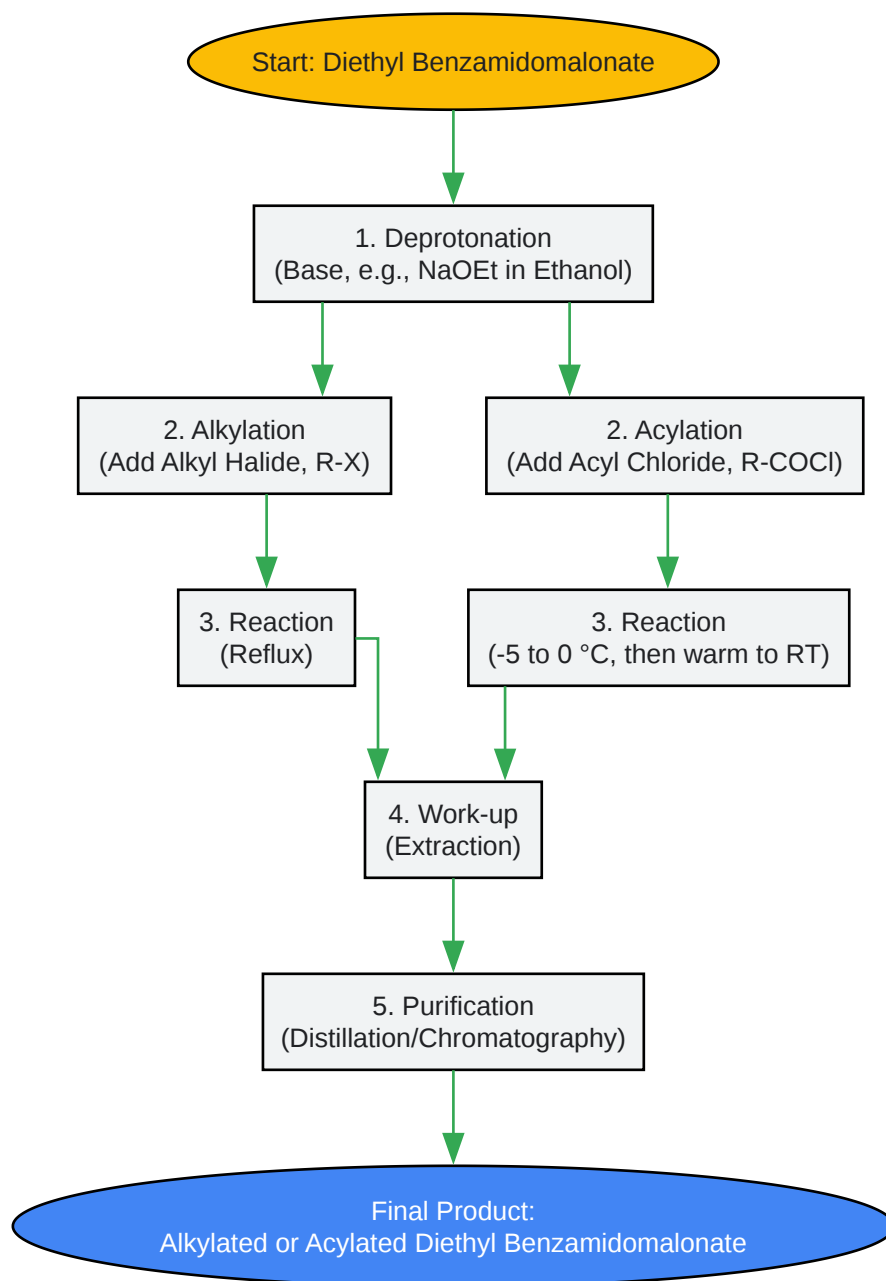 Start: Diethyl Benzamidomalonate
1. Deprotonation
(Base, e.g., NaOEt in Ethanol)
2. Alkylation
(Add Alkyl Halide, R-X)
2. Acylation
(Add Acyl Chloride, R-COCl)
3. Reaction
(Reflux)
3. Reaction
(-5 to 0 °C, then warm to RT)
4. Work-up
(Extraction)
5. Purification
(Distillation/Chromatography)
Final Product:
Alkylated or Acylated Diethyl Benzamidomalonate